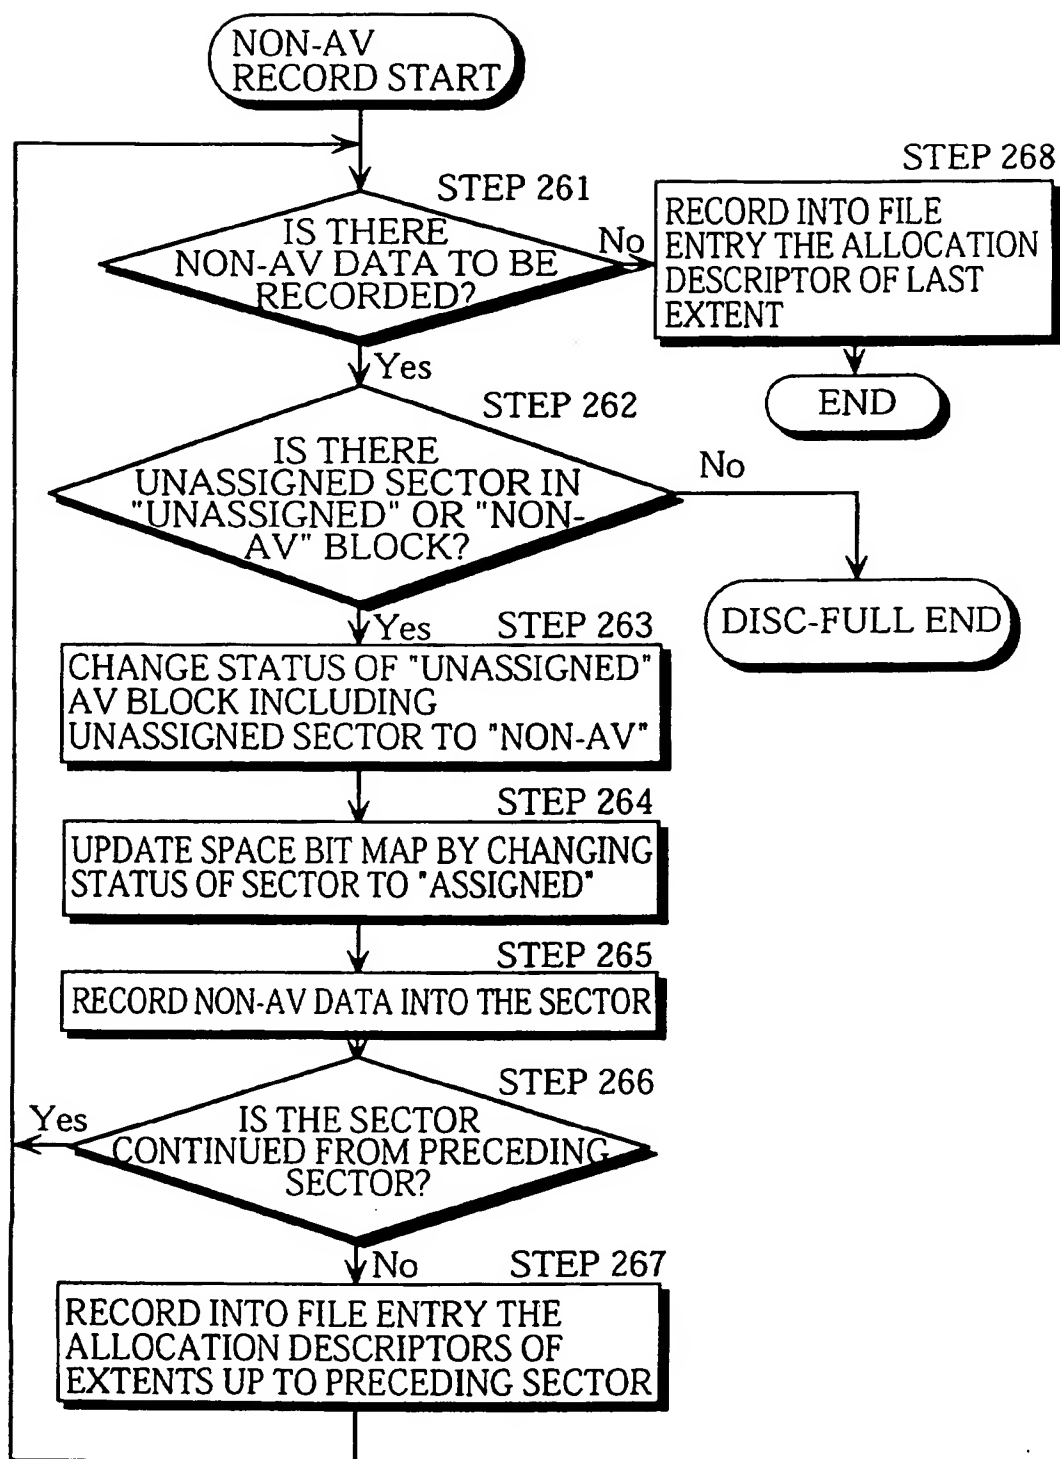 NON-AV
RECORD START
STEP 261
IS THERE
NON-AV DATA TO BE
RECORDED?
No
STEP 268
RECORD INTO FILE
ENTRY THE ALLOCATION
DESCRIPTOR OF LAST
EXTENT
END
Yes
STEP 262
IS THERE
UNASSIGNED SECTOR IN
"UNASSIGNED" OR "NON-
AV" BLOCK?
No
DISC-FULL END
Yes
STEP 263
CHANGE STATUS OF "UNASSIGNED"
AV BLOCK INCLUDING
UNASSIGNED SECTOR TO "NON-AV"
STEP 264
UPDATE SPACE BIT MAP BY CHANGING
STATUS OF SECTOR TO "ASSIGNED"
STEP 265
RECORD NON-AV DATA INTO THE SECTOR
STEP 266
Yes
IS THE SECTOR
CONTINUED FROM PRECEDING
SECTOR?
No
STEP 267
RECORD INTO FILE ENTRY THE
ALLOCATION DESCRIPTORS OF
EXTENTS UP TO PRECEDING SECTOR